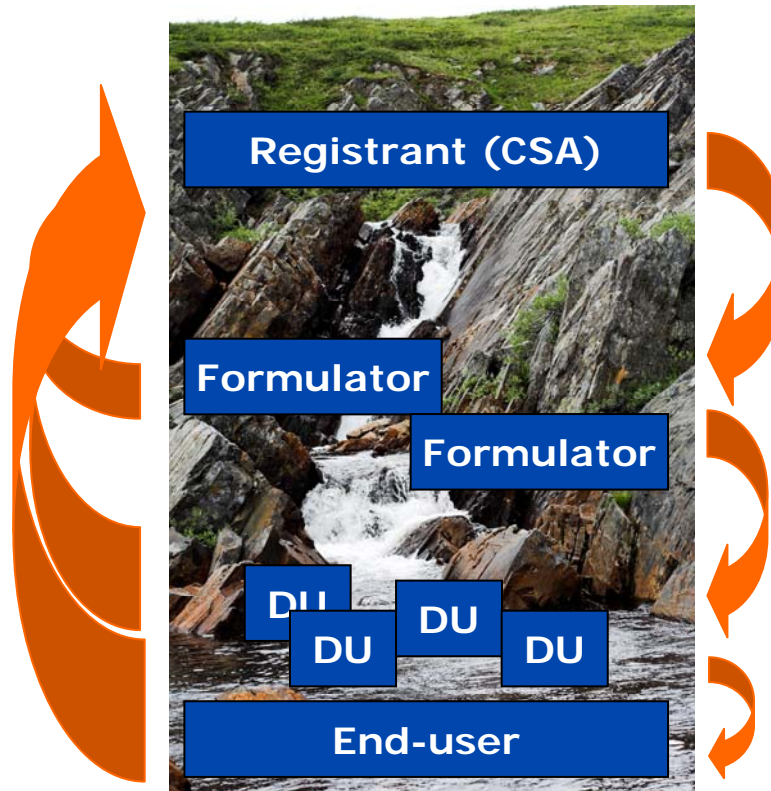 Registrant (CSA)
Formulator
Formulator
DU
DU
DU
DU
End-user